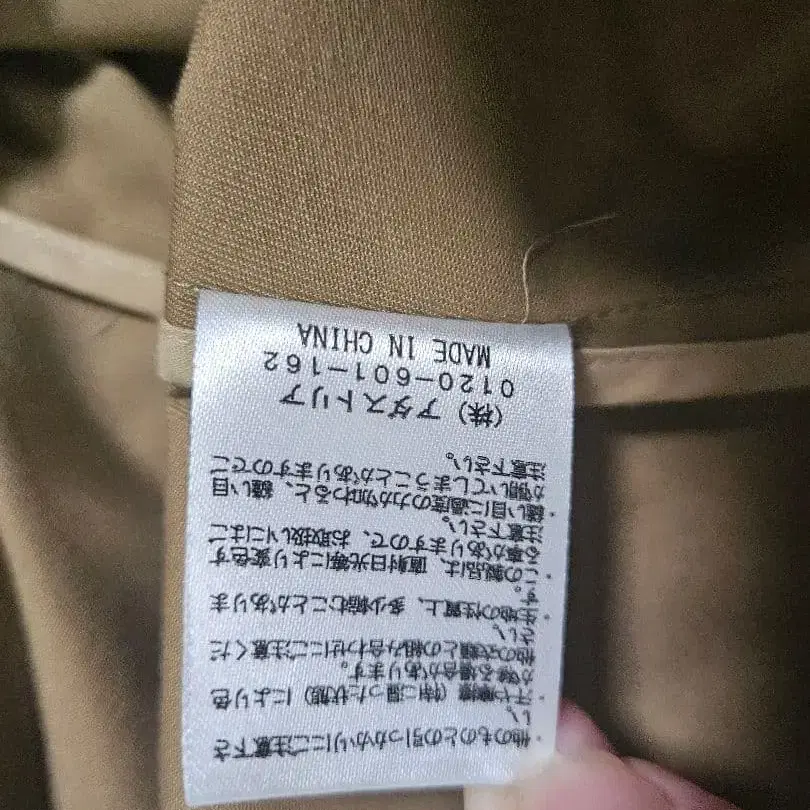 ・他のものとの引っかかりにご注意下さ
い。
・汗や摩擦（特に湿った状態）により色
が移る場合があります。
他の衣類との組み合わせにご注意くだ
さい。
・生地の性質上、多少縮むことがありま
す。
・この製品は、直射日光等により変色す
る事がありますので、お取扱いにはご
注意下さい。
・縫い目に過度の力が加わると、縫い目
が開いてしまうことがありますのでご
注意下さい。
（株）アダストリア
0120-601-162
MADE IN CHINA